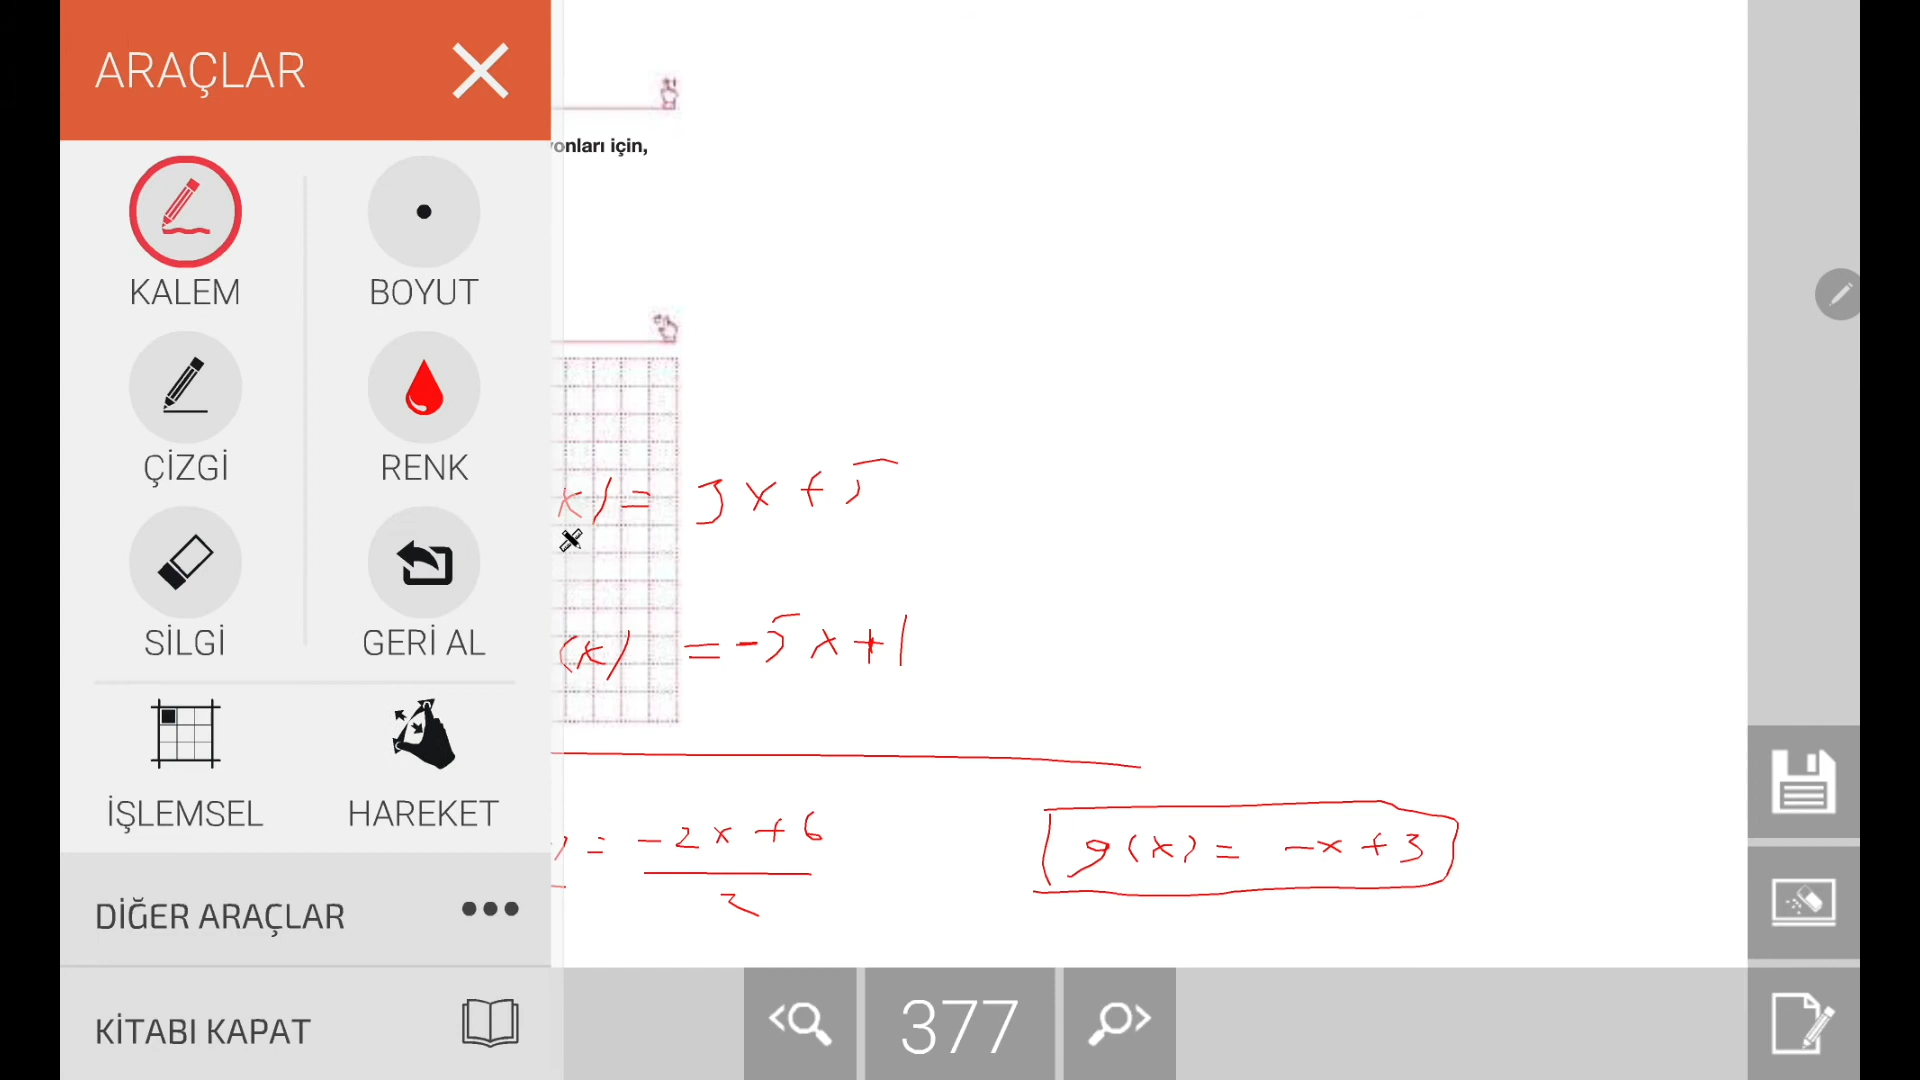 ARAÇLAR
KALEM
BOYUT
ÇİZGİ
RENK
SİLGİ
GERİ AL
İŞLEMSEL
HAREKET
DİĞER ARAÇLAR
KİTABI KAPAT
onları için,
x) = 3x + 5
(x) = -5x + 1
) = -2x + 6
2
g(x) = -x + 3
377